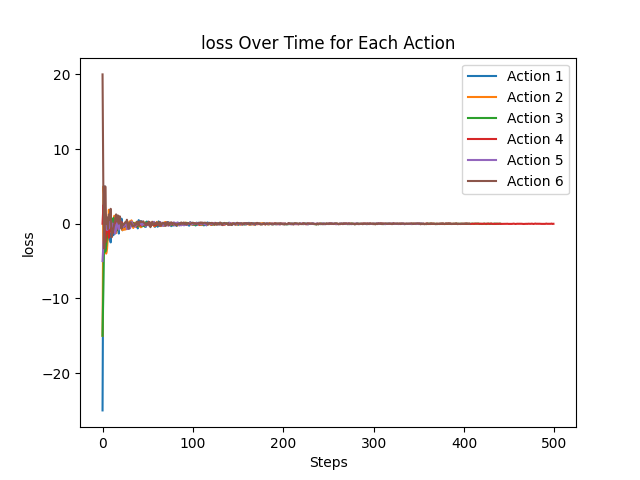 loss Over Time for Each Action
20
10
0
−10
−20
loss
0
100
200
300
400
500
Steps
Action 1
Action 2
Action 3
Action 4
Action 5
Action 6